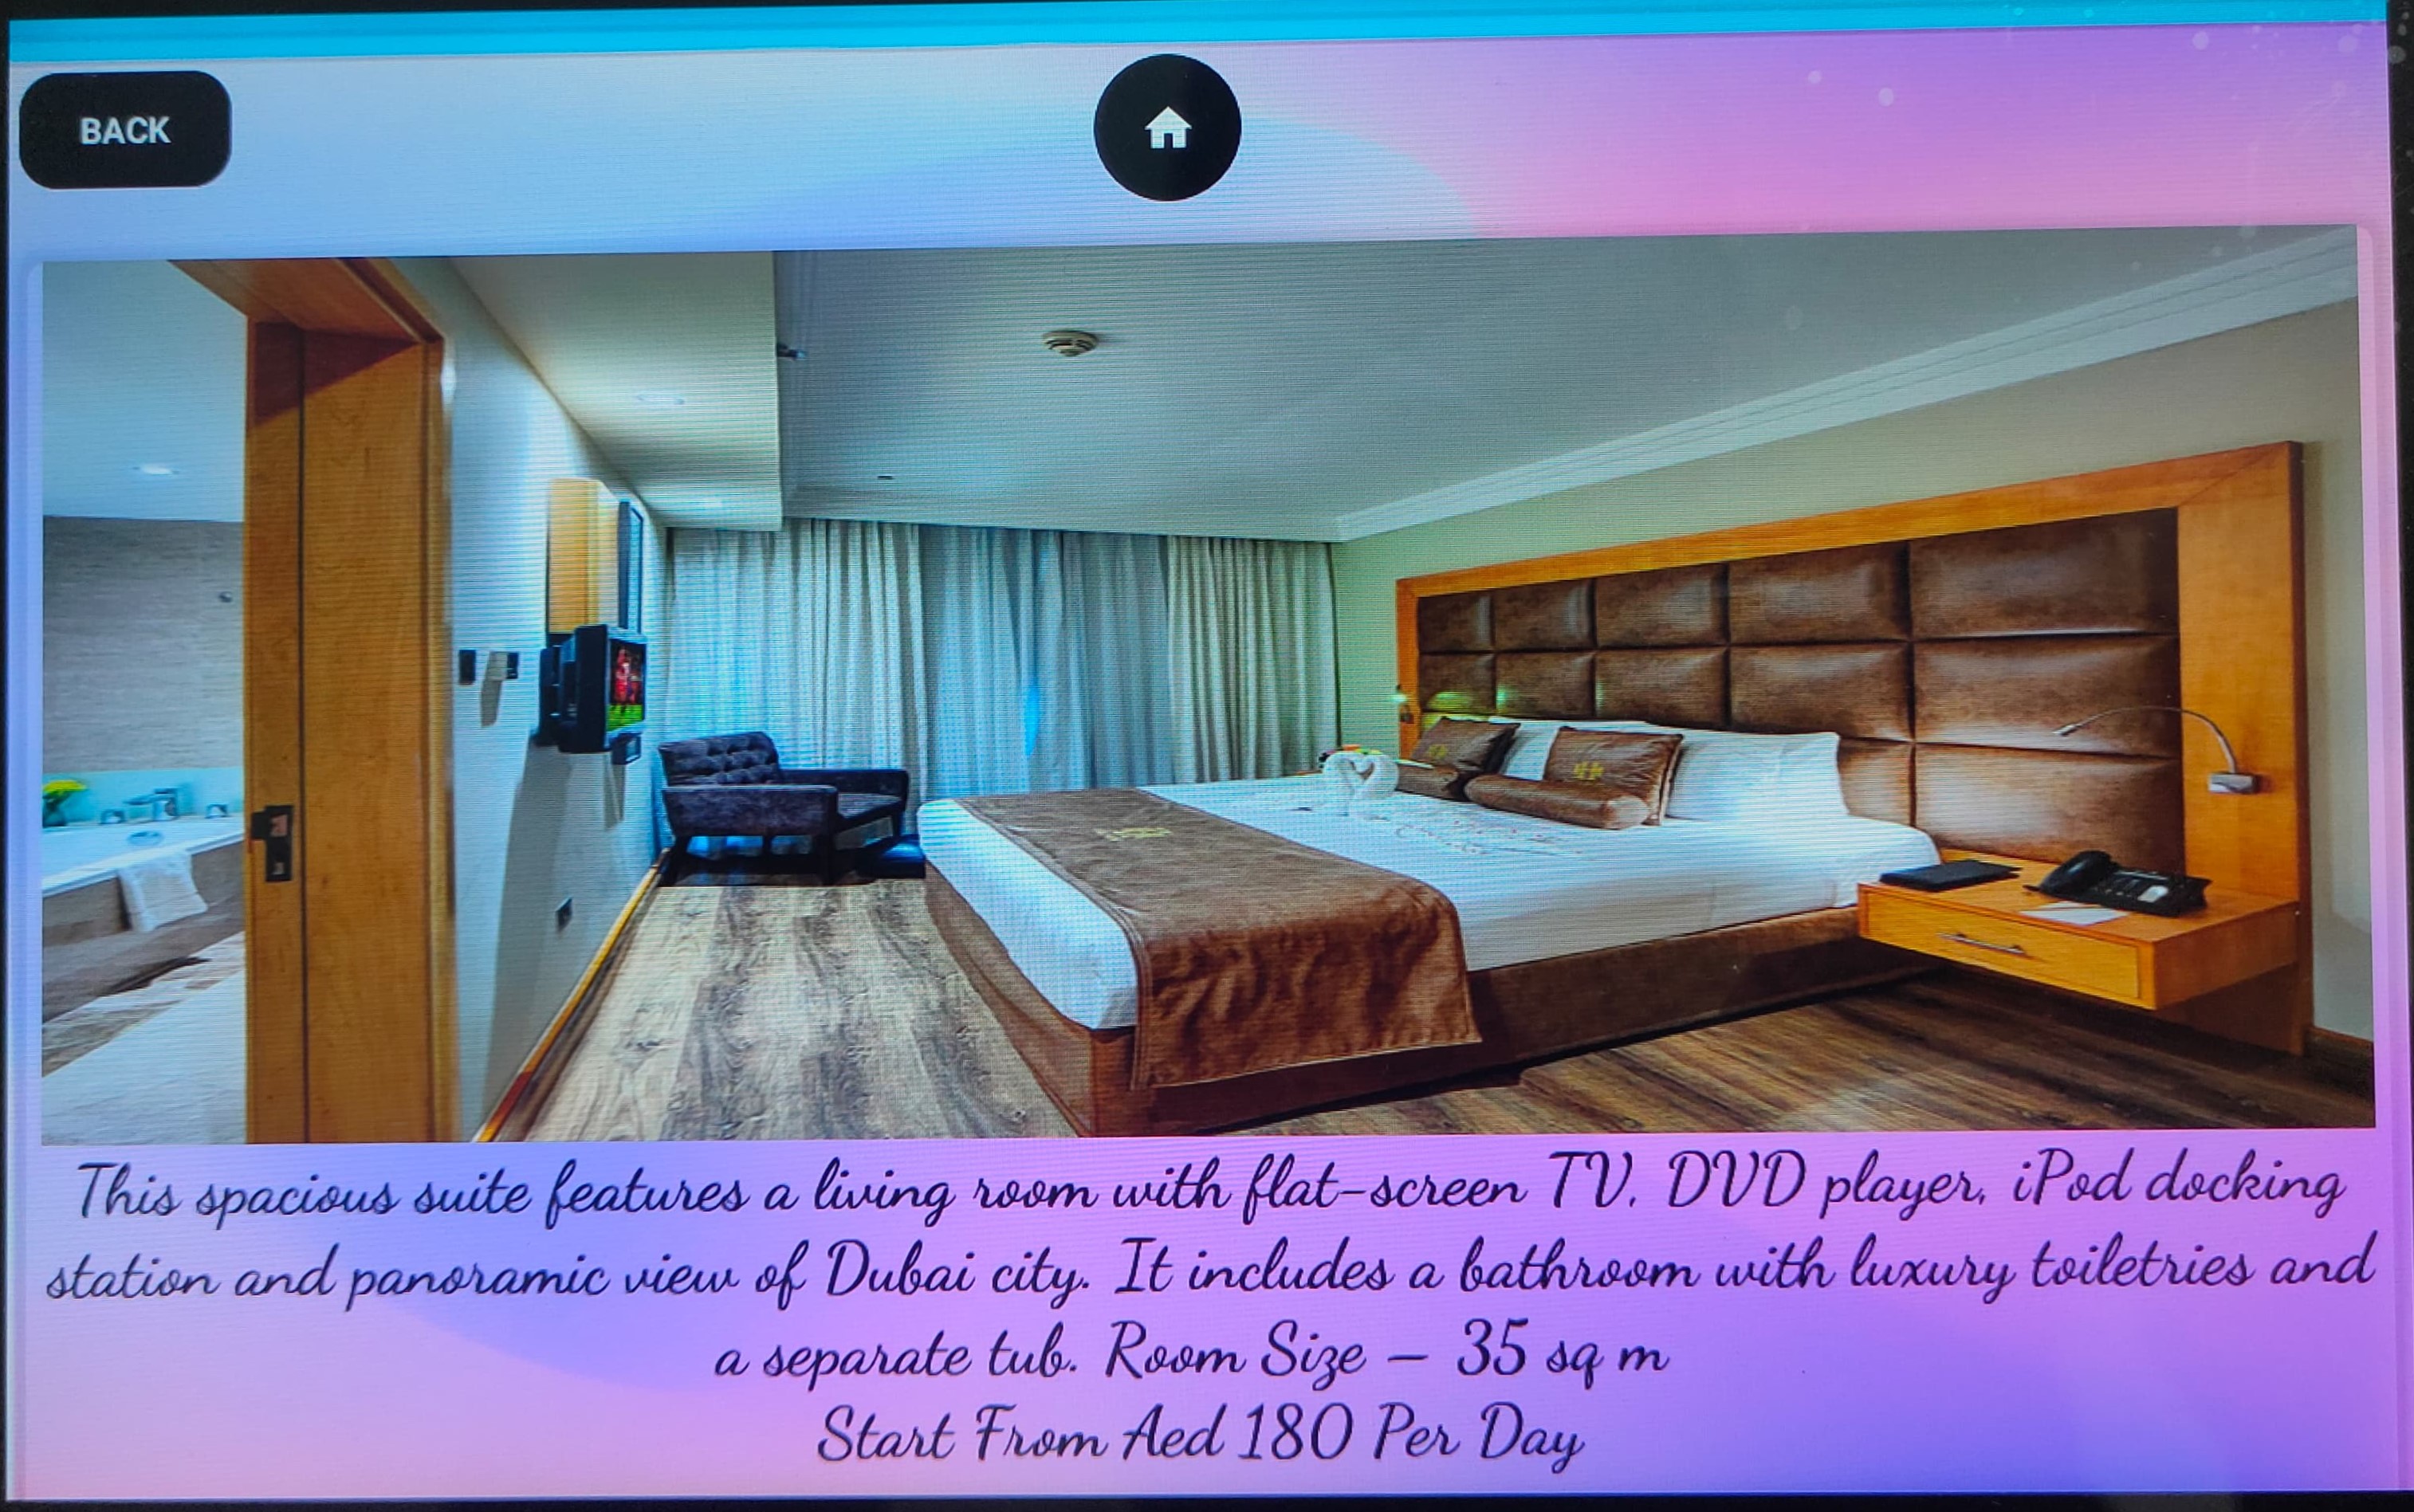 BACK
This spacious suite features a living room with flat-screen TV, DVD player, iPod docking
station and panoramic view of Dubai city. It includes a bathroom with luxury toiletries and
a separate tub. Room Size – 35 sq m
Start From Aed 180 Per Day